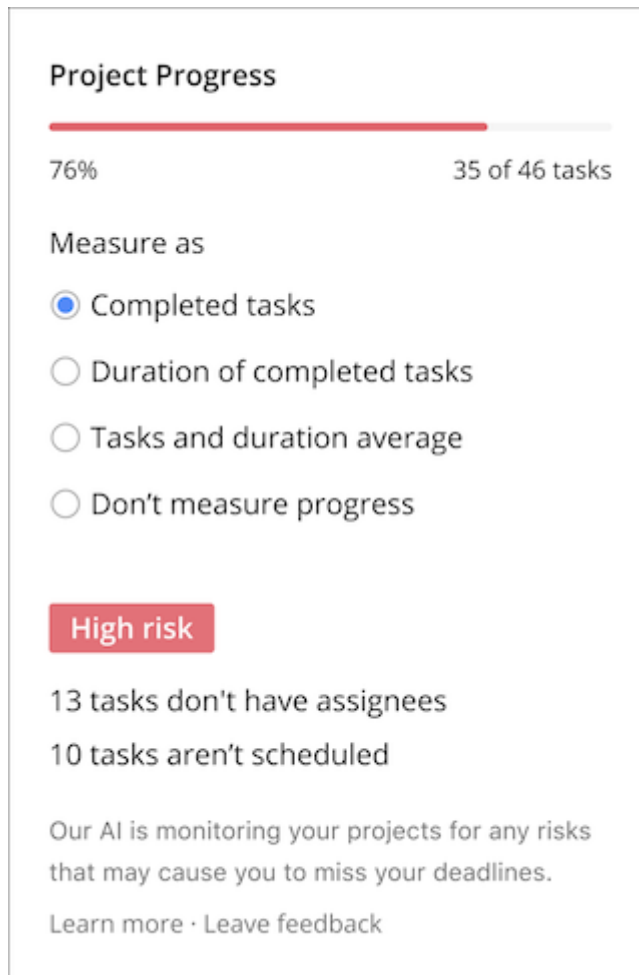 Project Progress
76% 35 of 46 tasks
Measure as
Completed tasks
Duration of completed tasks
Tasks and duration average
Don’t measure progress
High risk
13 tasks don't have assignees
10 tasks aren’t scheduled
Our AI is monitoring your projects for any risks
that may cause you to miss your deadlines.
Learn more · Leave feedback